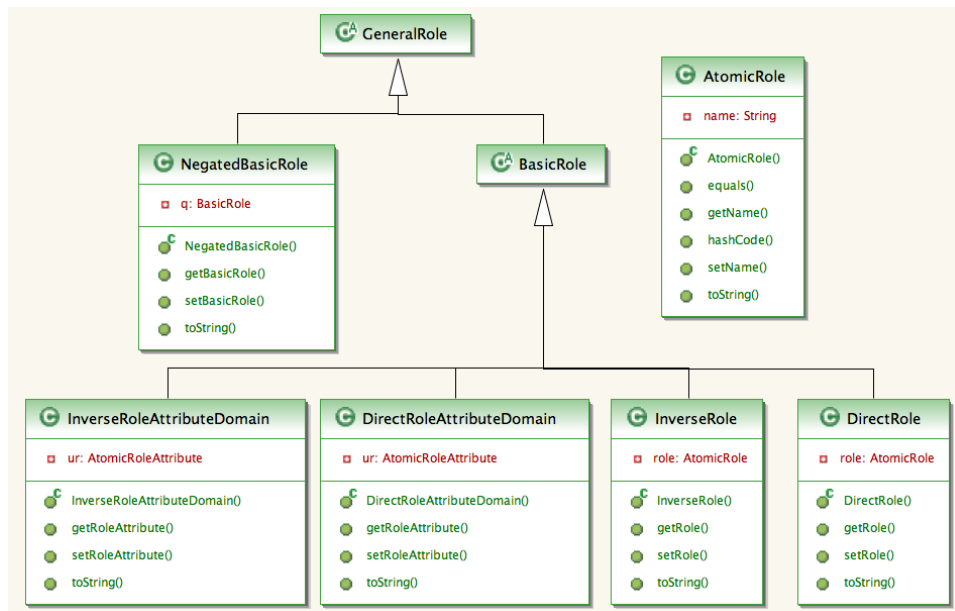 GeneralRole
AtomicRole
name: String
AtomicRole()
equals()
getName()
hashCode()
setName()
toString()
NegatedBasicRole
q: BasicRole
NegatedBasicRole()
getBasicRole()
setBasicRole()
toString()
BasicRole
InverseRoleAttributeDomain
ur: AtomicRoleAttribute
InverseRoleAttributeDomain()
getRoleAttribute()
setRoleAttribute()
toString()
DirectRoleAttributeDomain
ur: AtomicRoleAttribute
DirectRoleAttributeDomain()
getRoleAttribute()
setRoleAttribute()
toString()
InverseRole
role: AtomicRole
InverseRole()
getRole()
setRole()
toString()
DirectRole
role: AtomicRole
DirectRole()
getRole()
setRole()
toString()